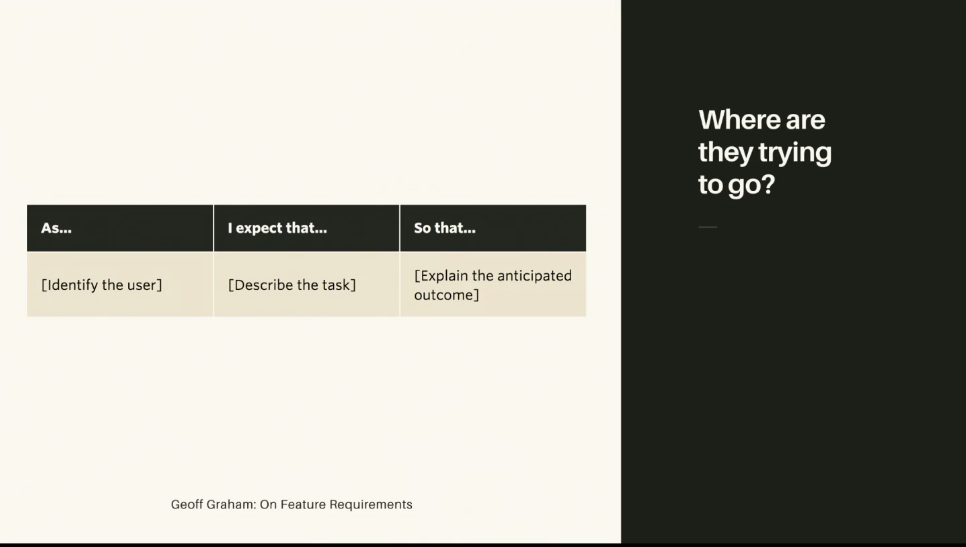 Where are
they trying
to go?
As...
I expect that...
So that...
[Identify the user]
[Describe the task]
[Explain the anticipated
outcome]
Geoff Graham: On Feature Requirements